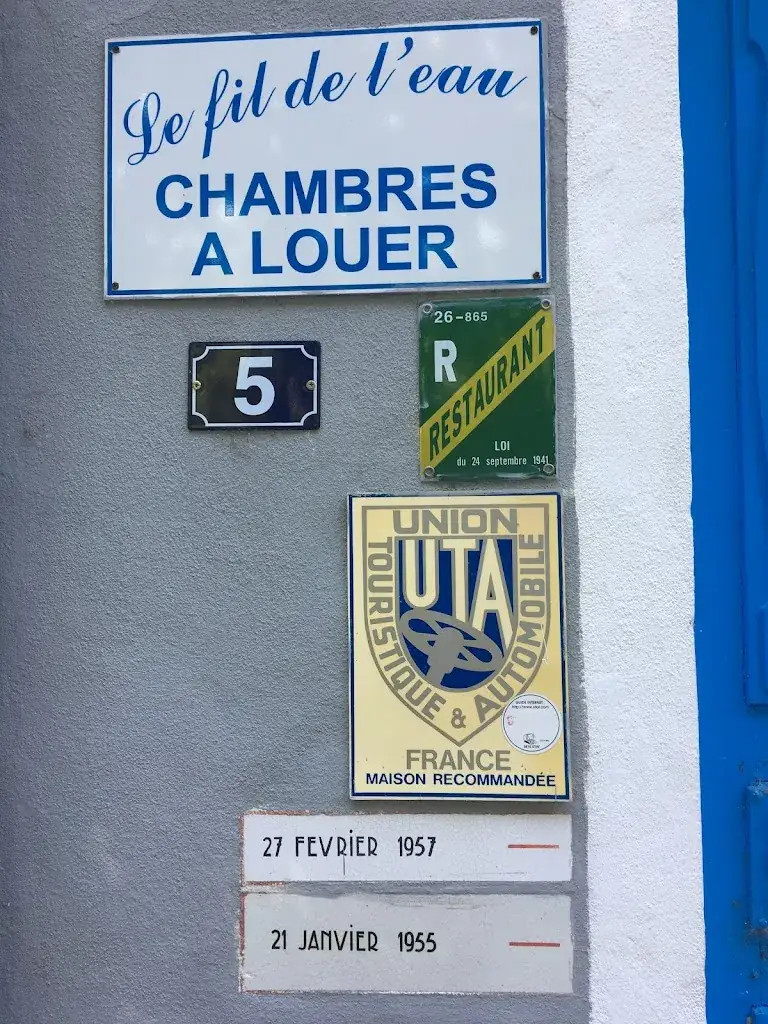 Le fil de l'eau
CHAMBRES
A LOUER
5
26-865
R
RESTAURANT
LOI
du 24 septembre 1941
UNION
TOURISTIQUE & AUTOMOBILE
UTA
FRANCE
MAISON RECOMMANDÉE
27 FEVRIER 1957
21 JANVIER 1955